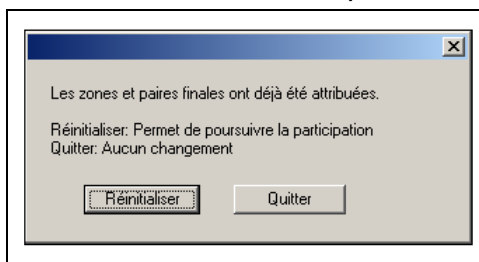 Les zones et paires finales ont déjà été attribuées.
Réinitialiser: Permet de poursuivre la participation
Quitter: Aucun changement
Réinitialiser Quitter